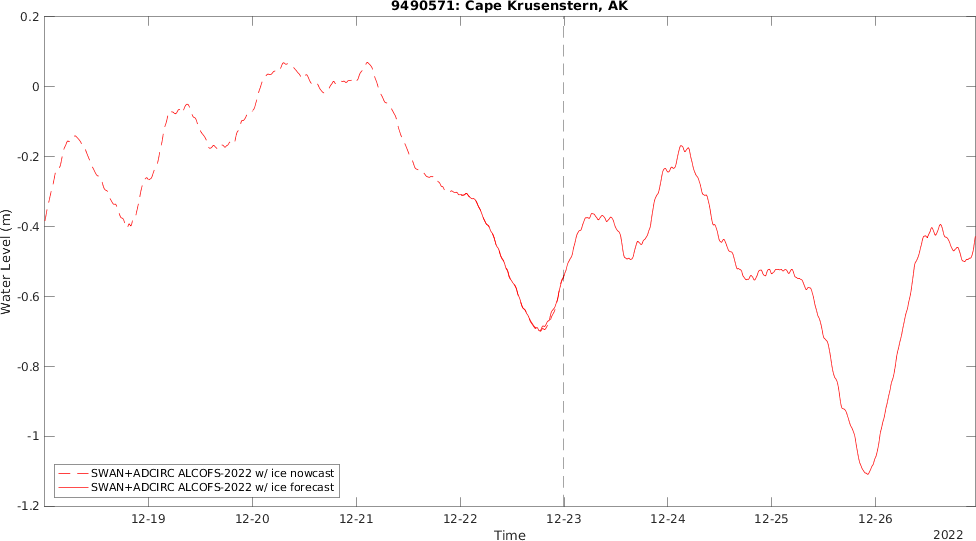 9490571: Cape Krusenstern, AK
0.2
0
-0.2
-0.4
-0.6
-0.8
-1
-1.2
Water Level (m)
SWAN+ADCIRC ALCOFS-2022 w/ ice nowcast
SWAN+ADCIRC ALCOFS-2022 w/ ice forecast
12-19 12-20 12-21 12-22 12-23 12-24 12-25 12-26
Time
2022